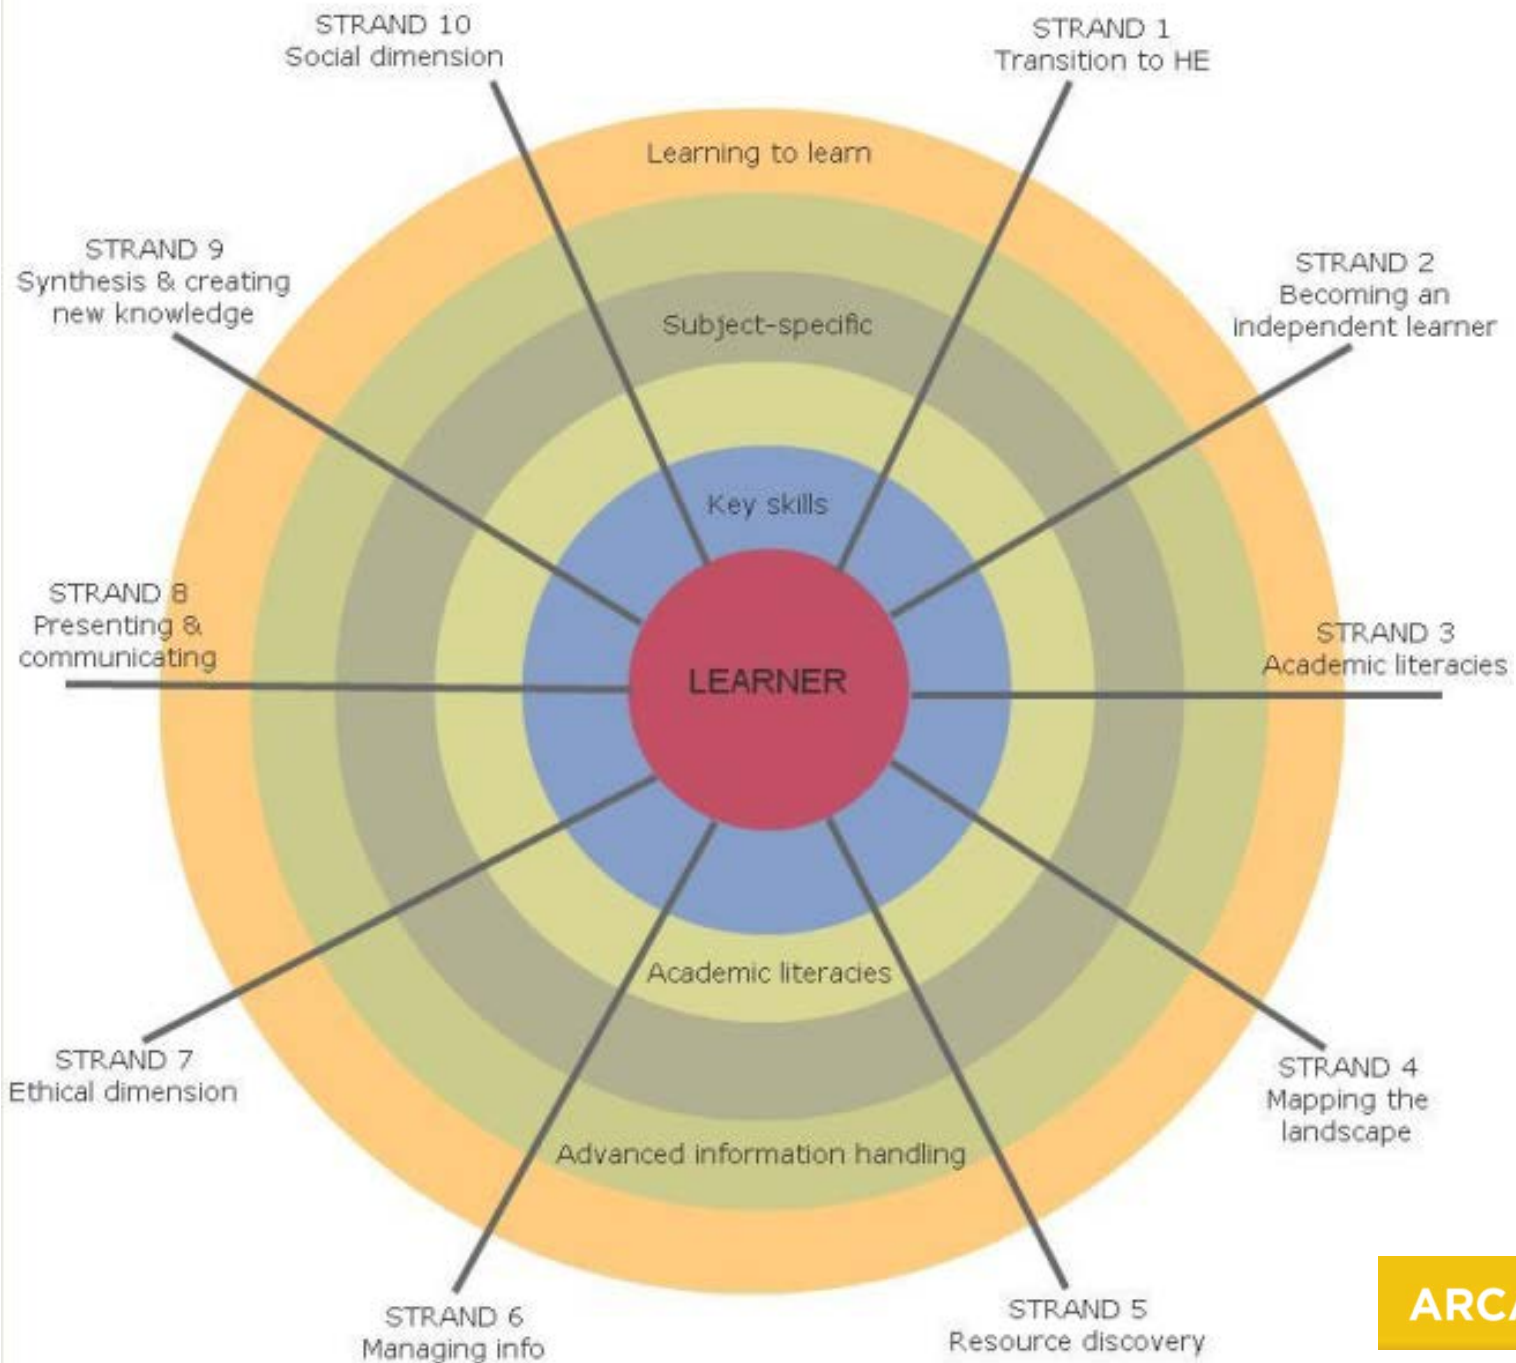 STRAND 10
Social dimension
STRAND 1
Transition to HE
Learning to learn
STRAND 9
Synthesis & creating
new knowledge
STRAND 2
Becoming an
independent learner
Subject-specific
Key skills
STRAND 8
Presenting &
communicating
STRAND 3
Academic literacies
LEARNER
Academic literacies
STRAND 7
Ethical dimension
STRAND 4
Mapping the
landscape
Advanced information handling
STRAND 6
Managing info
STRAND 5
Resource discovery